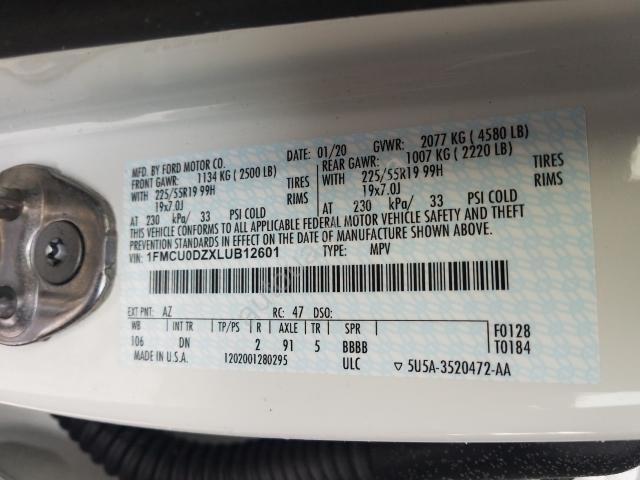 MFD. BY FORD MOTOR CO.
DATE: 01/20 GVWR: 2077 KG ( 4580 LB)
FRONT GAWR: 1134 KG ( 2500 LB)
REAR GAWR: 1007 KG ( 2220 LB)
WITH 225/55R19 99H TIRES
WITH 225/55R19 99H TIRES
19x7.0J RIMS
19x7.0J RIMS
AT 230 kPa/ 33 PSI COLD
AT 230 kPa/ 33 PSI COLD
THIS VEHICLE CONFORMS TO ALL APPLICABLE FEDERAL MOTOR VEHICLE SAFETY AND THEFT
PREVENTION STANDARDS IN EFFECT ON THE DATE OF MANUFACTURE SHOWN ABOVE.
VIN: 1FMCU0DZXLUB12601 TYPE: MPV
EXT PNT: AZ RC: 47 DSO:
WB INT TR TP/PS R AXLE TR SPR F0128
106 DN 2 91 5 BBBB T0184
MADE IN U.S.A. 1202001280295 ULC ▽ 5U5A-3520472-AA